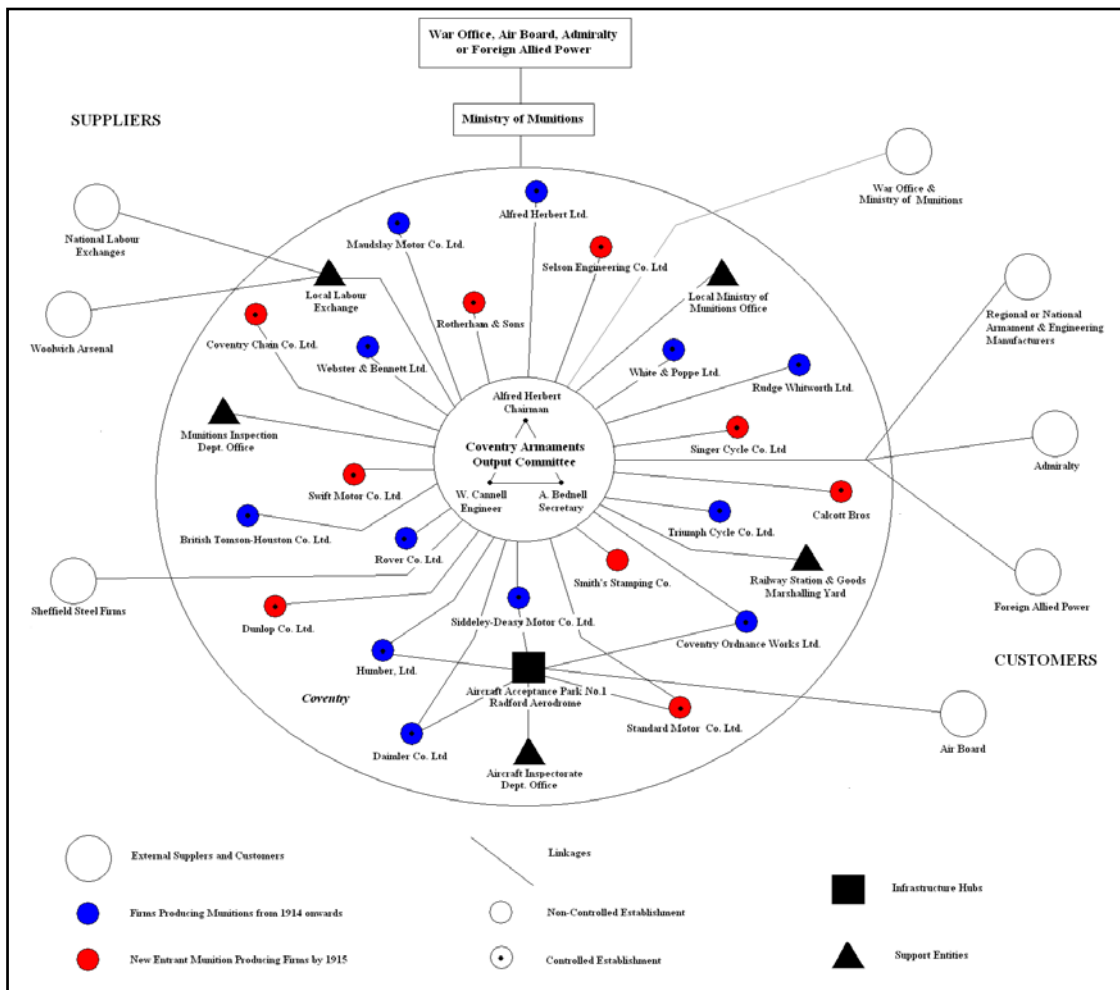 War Office, Air Board, Admiralty
or Foreign Allied Power
SUPPLIERS
Ministry of Munitions
War Office &
Ministry of Munitions
Alfred Herbert Ltd.
National Labour
Exchanges
Maudslay Motor Co. Ltd.
Selson Engineering Co. Ltd
Local Labour
Exchange
Local Ministry of
Munitions Office
Rotherham & Sons
Regional or National
Armament & Engineering
Manufacturers
Woolwich Arsenal
Coventry Chain Co. Ltd.
Webster & Bennett Ltd.
White & Poppe Ltd.
Rudge Whitworth Ltd.
Alfred Herbert
Chairman
Munitions Inspection
Dept. Office
Coventry Armaments
Output Committee
Singer Cycle Co. Ltd
Admiralty
Swift Motor Co. Ltd.
W. Cannell
Engineer
A. Bednell
Secretary
Calcott Bros
British Tomson-Houston Co. Ltd.
Triumph Cycle Co. Ltd.
Rover Co. Ltd.
Smith's Stamping Co.
Railway Station & Goods
Marshalling Yard
Sheffield Steel Firms
Foreign Allied Power
Dunlop Co. Ltd.
Siddeley-Deasy Motor Co. Ltd.
Coventry Ordnance Works Ltd.
CUSTOMERS
Humber, Ltd.
Aircraft Acceptance Park No.1
Radford Aerodrome
Coventry
Standard Motor Co. Ltd.
Air Board
Daimler Co. Ltd
Aircraft Inspectorate
Dept. Office
External Supplers and Customers
Linkages
Infrastructure Hubs
Firms Producing Munitions from 1914 onwards
Non-Controlled Establishment
New Entrant Munition Producing Firms by 1915
Controlled Establishment
Support Entities